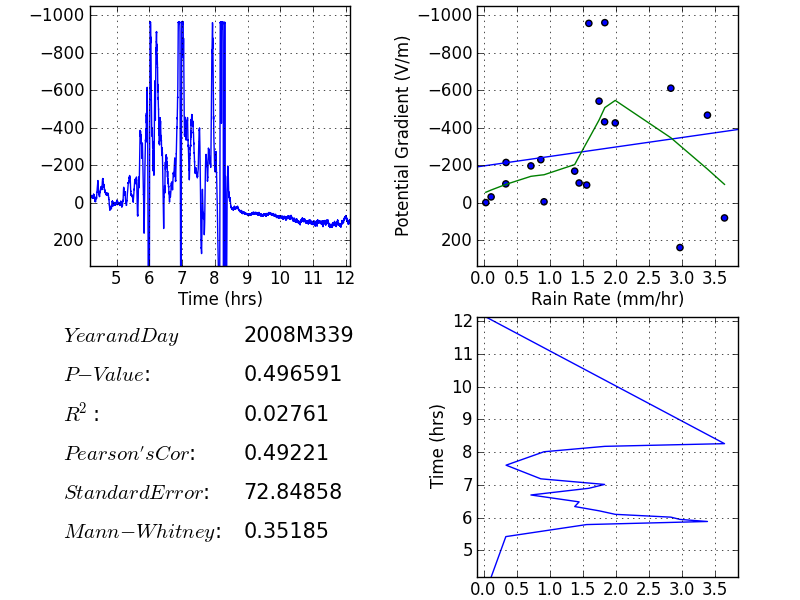 −1000
−800
−600
−400
−200
0
200
5 6 7 8 9 10 11 12
Time (hrs)
Potential Gradient (V/m)
−1000
−800
−600
−400
−200
0
200
0.0 0.5 1.0 1.5 2.0 2.5 3.0 3.5
Rain Rate (mm/hr)
YearandDay 2008M339
P−Value: 0.496591
R²: 0.02761
Pearson'sCor: 0.49221
StandardError: 72.84858
Mann−Whitney: 0.35185
Time (hrs)
12
11
10
9
8
7
6
5
0.0 0.5 1.0 1.5 2.0 2.5 3.0 3.5